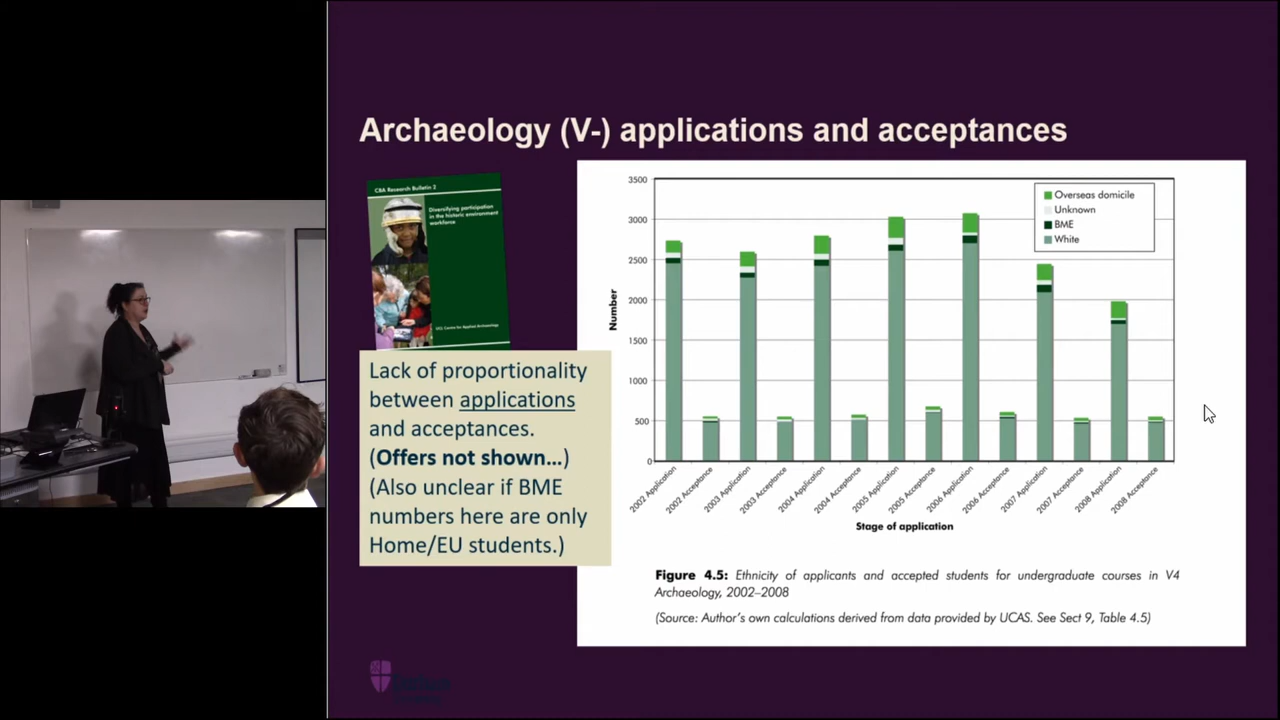 Archaeology (V-) applications and acceptances
CBA Research Bulletin 2
Diversifying participation
in the historic environment
workforce
UCL Centre for Applied Archaeology
Lack of proportionality
between applications
and acceptances.
(Offers not shown...)
(Also unclear if BME
numbers here are only
Home/EU students.)
3500
3000
2500
2000
1500
1000
500
0
Number
Overseas domicile
Unknown
BME
White
2002 Application
2002 Acceptance
2003 Application
2003 Acceptance
2004 Application
2004 Acceptance
2005 Application
2005 Acceptance
2006 Application
2006 Acceptance
2007 Application
2007 Acceptance
2008 Application
2008 Acceptance
Stage of application
Figure 4.5: Ethnicity of applicants and accepted students for undergraduate courses in V4
Archaeology, 2002–2008
(Source: Author's own calculations derived from data provided by UCAS. See Sect 9, Table 4.5)